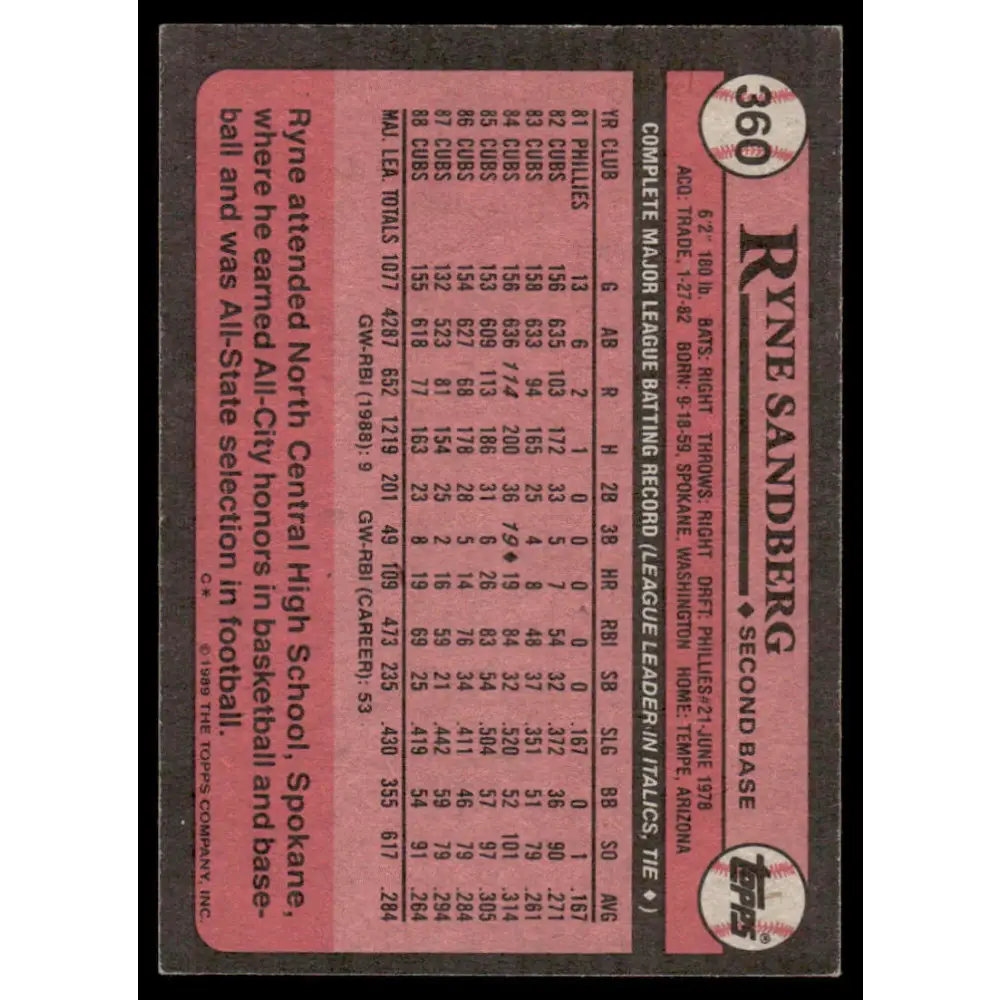 360
RYNE SANDBERG ♦ SECOND BASE
TOPPS®
6'2" 180 lb. BATS: RIGHT THROWS: RIGHT DRFT: PHILLIES#21-JUNE 1978
ACQ: TRADE, 1-27-82 BORN: 9-18-59, SPOKANE, WASHINGTON HOME: TEMPE, ARIZONA
COMPLETE MAJOR LEAGUE BATTING RECORD (LEAGUE LEADER IN ITALICS, TIE ♦)
YR CLUB G AB R H 2B 3B HR RBI SB SLG BB SO AVG
81 PHILLIES 13 6 2 1 0 0 0 0 0 .167 0 1 .167
82 CUBS 156 635 103 172 33 5 7 54 32 .372 36 90 .271
83 CUBS 158 633 94 165 25 4 8 48 37 .351 51 79 .261
84 CUBS 156 636 114 200 36 19♦ 19 84 32 .520 52 101 .314
85 CUBS 153 609 113 186 31 6 26 83 54 .504 57 97 .305
86 CUBS 154 627 68 178 28 5 14 76 34 .411 46 79 .284
87 CUBS 132 523 81 154 25 2 16 59 21 .442 59 79 .294
88 CUBS 155 618 77 163 23 8 19 69 25 .419 54 91 .264
MAJ. LEA. TOTALS 1077 4287 652 1219 201 49 109 473 235 .430 355 617 .284
GW-RBI (1988): 9 GW-RBI (CAREER): 53
Ryne attended North Central High School, Spokane,
where he earned All-City honors in basketball and base-
ball and was All-State selection in football.
C* © 1989 THE TOPPS COMPANY, INC.